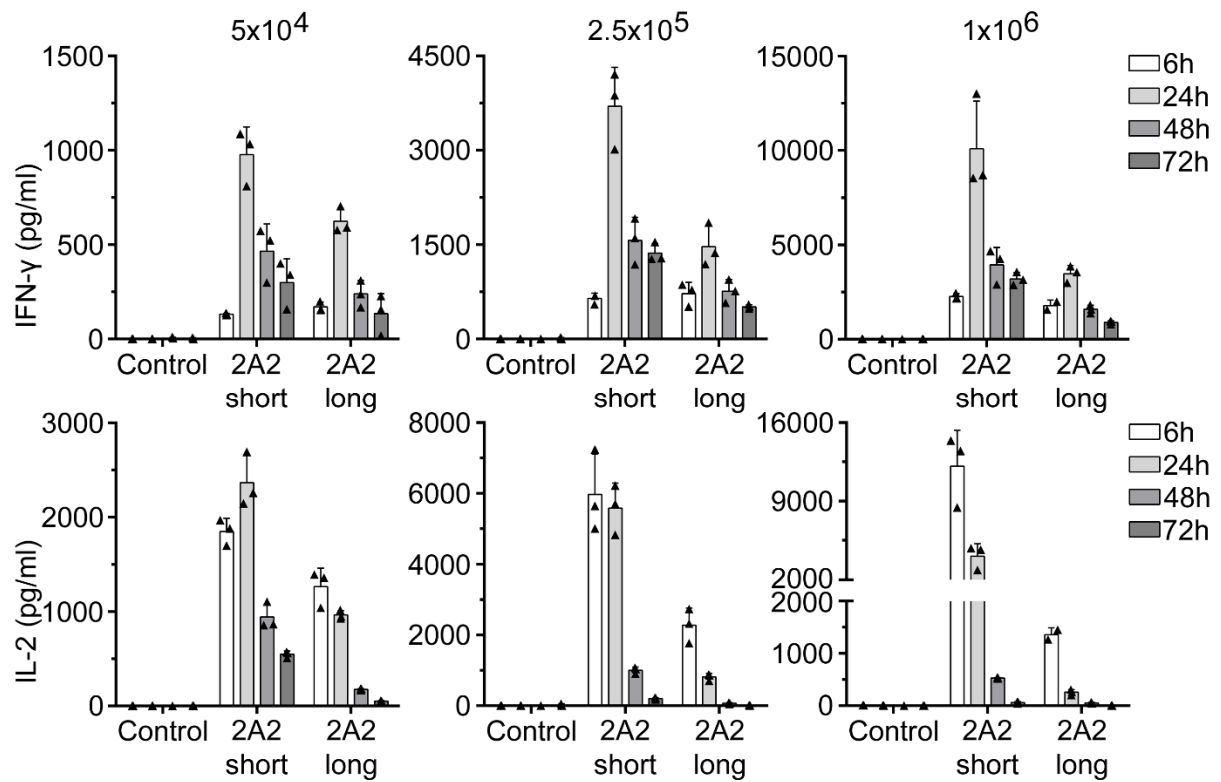 5x10⁴ 2.5x10⁵ 1x10⁶
IFN-γ (pg/ml)
1500
1000
500
0
Control 2A2 short 2A2 long
4500
3000
1500
0
Control 2A2 short 2A2 long
15000
10000
5000
0
Control 2A2 short 2A2 long
6h
24h
48h
72h
IL-2 (pg/ml)
3000
2000
1000
0
Control 2A2 short 2A2 long
8000
6000
4000
2000
0
Control 2A2 short 2A2 long
16000
9000
2000
2000
1000
0
Control 2A2 short 2A2 long
6h
24h
48h
72h